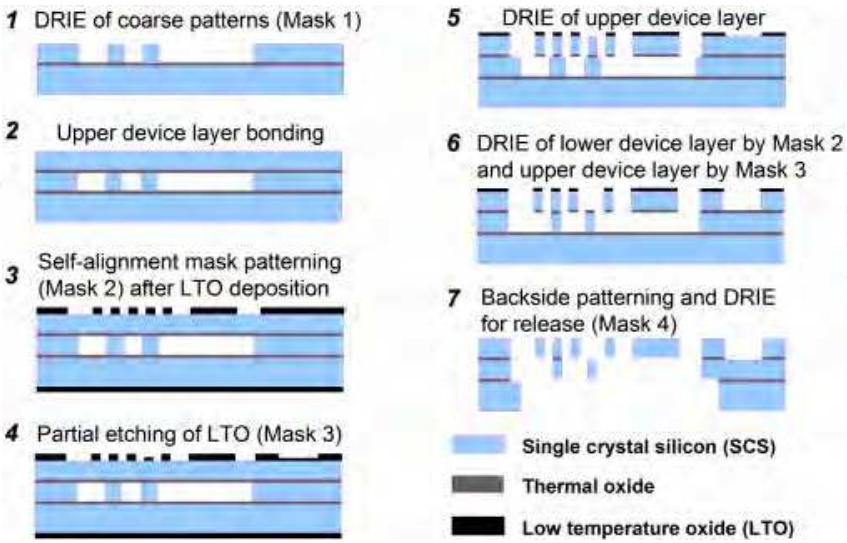 1 DRIE of coarse patterns (Mask 1)
2 Upper device layer bonding
3 Self-alignment mask patterning
(Mask 2) after LTO deposition
4 Partial etching of LTO (Mask 3)
5 DRIE of upper device layer
6 DRIE of lower device layer by Mask 2
and upper device layer by Mask 3
7 Backside patterning and DRIE
for release (Mask 4)
Single crystal silicon (SCS)
Thermal oxide
Low temperature oxide (LTO)